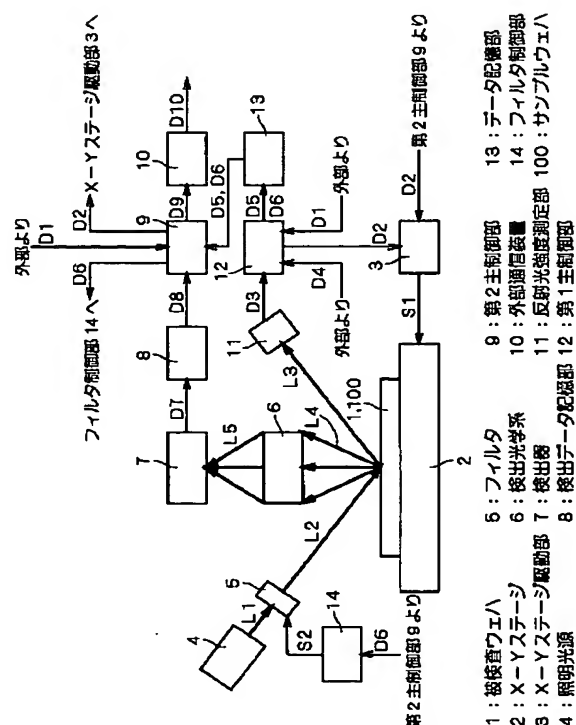 外部より
D1
D2
X−Yステージ駆動部3へ
D6
フィルタ制御部14へ
9
D9
10
D10
D8
8
D7
7
L5
6
L4
D5, D6
13
D5
D6
12
D1
外部より
D3
D4
外部より
D2
11
L3
3
D2
第2主制御部9より
S1
1,100
2
L2
5
L1
4
S2
14
D6
第2主制御部9より
1:被検査ウェハ
2:X−Yステージ
3:X−Yステージ駆動部
4:照明光源
5:フィルタ
6:検出光学系
7:検出器
8:検出データ記憶部
9:第2主制御部
10:外部通信装置
11:反射光強度測定部
12:第1主制御部
13:データ記憶部
14:フィルタ制御部
100:サンプルウェハ